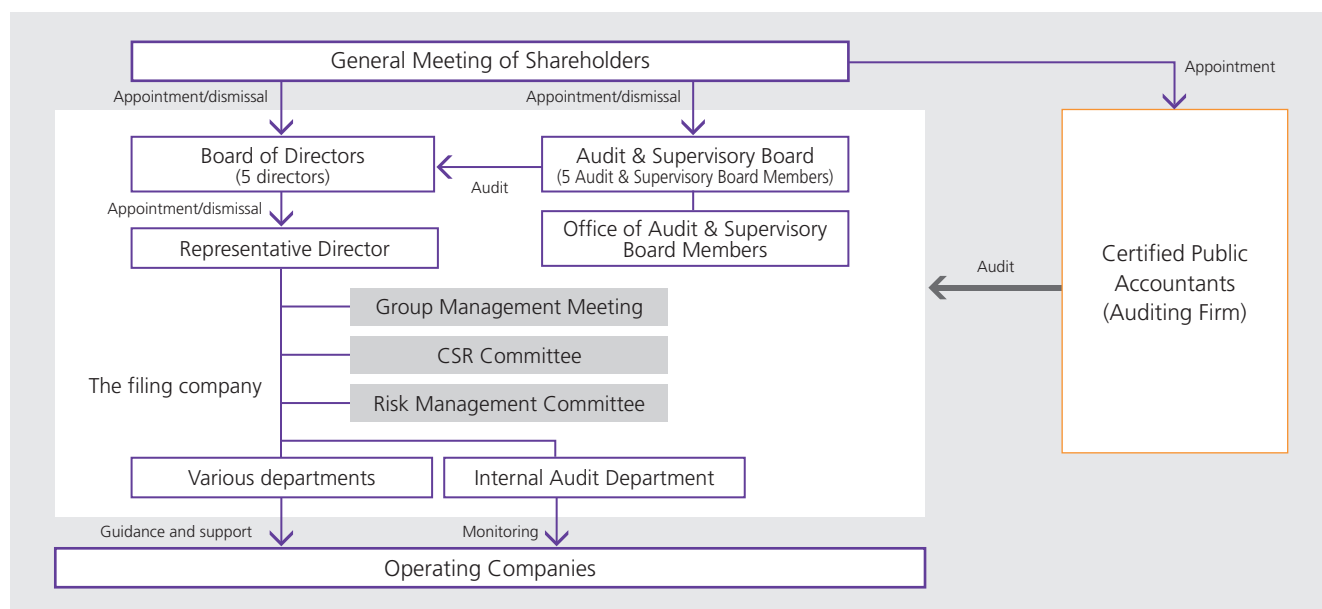 General Meeting of Shareholders
Appointment
Appointment/dismissal
Appointment/dismissal
Board of Directors
(5 directors)
Audit
Audit & Supervisory Board
(5 Audit & Supervisory Board Members)
Appointment/dismissal
Office of Audit & Supervisory
Board Members
Representative Director
Audit
Certified Public
Accountants
(Auditing Firm)
Group Management Meeting
CSR Committee
The filing company
Risk Management Committee
Various departments
Internal Audit Department
Guidance and support
Monitoring
Operating Companies